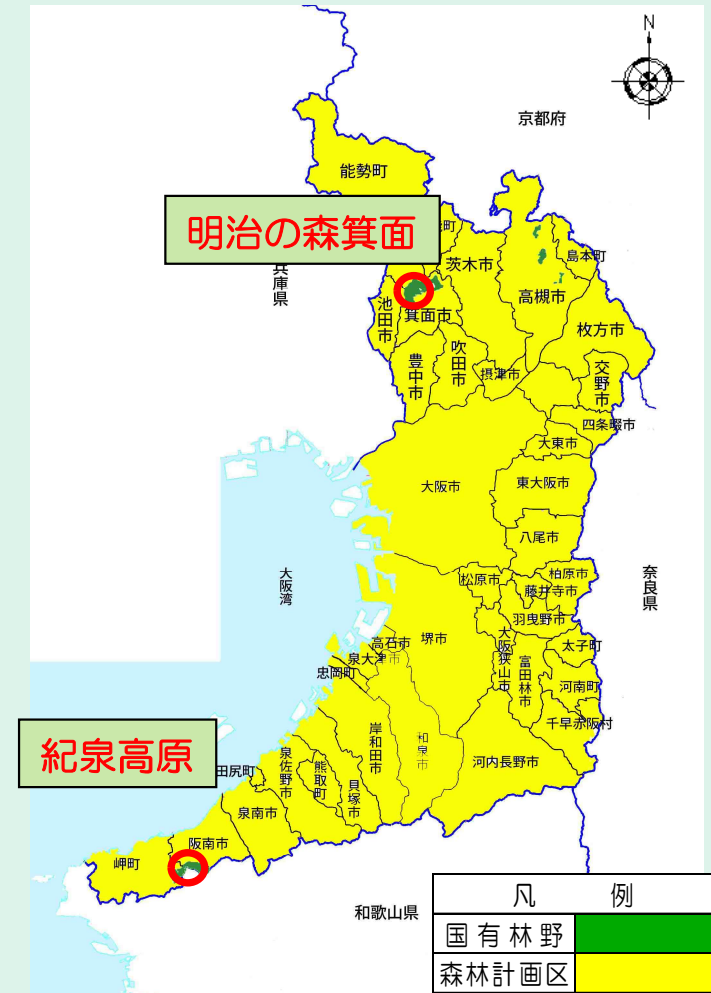 N
京都府
能勢町
明治の森箕面
町
兵庫県
茨木市
島本町
高槻市
池田市
箕面市
枚方市
豊中市
吹田市
摂津市
交野市
四条畷市
大東市
大阪市
東大阪市
八尾市
大阪湾
松原市
柏原市
藤井寺市
奈良県
羽曳野市
高石市
堺市
大阪狭山市
富田林市
太子町
泉大津市
忠岡町
河南町
千早赤阪村
岸和田市
和泉市
河内長野市
紀泉高原
田尻町
泉佐野市
熊取町
貝塚市
泉南市
阪南市
岬町
和歌山県
凡 例
国有林野
森林計画区